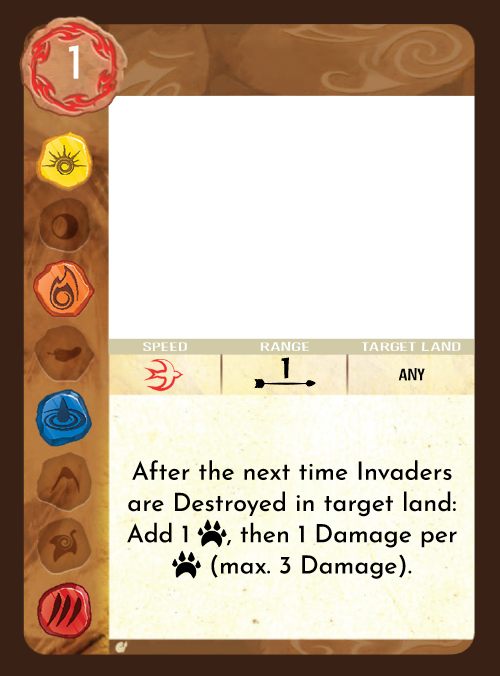 1
SPEED RANGE TARGET LAND
1 ANY
After the next time Invaders
are Destroyed in target land:
Add 1 , then 1 Damage per
(max. 3 Damage).